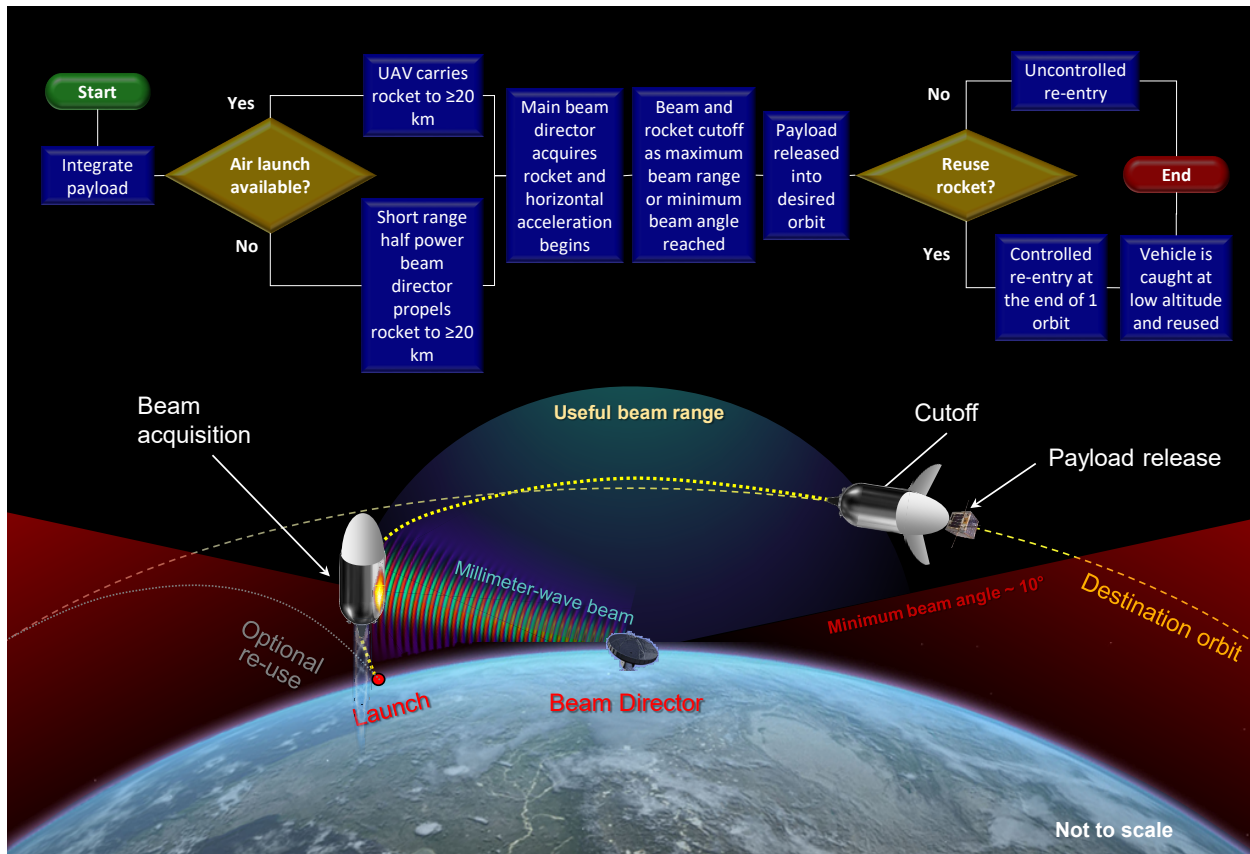 Start
Integrate
payload
Yes
Air launch
available?
No
UAV carries
rocket to ≥20
km
Short range
half power
beam
director
propels
rocket to ≥20
km
Main beam
director
acquires
rocket and
horizontal
acceleration
begins
Beam and
rocket cutoff
as maximum
beam range
or minimum
beam angle
reached
Payload
released
into
desired
orbit
No
Reuse
rocket?
Yes
Uncontrolled
re-entry
Controlled
re-entry at
the end of 1
orbit
Vehicle is
caught at
low altitude
and reused
End
Beam
acquisition
Useful beam range
Cutoff
Payload release
Millimeter-wave beam
Minimum beam angle ~ 10°
Destination orbit
Optional
re-use
Launch
Beam Director
Not to scale